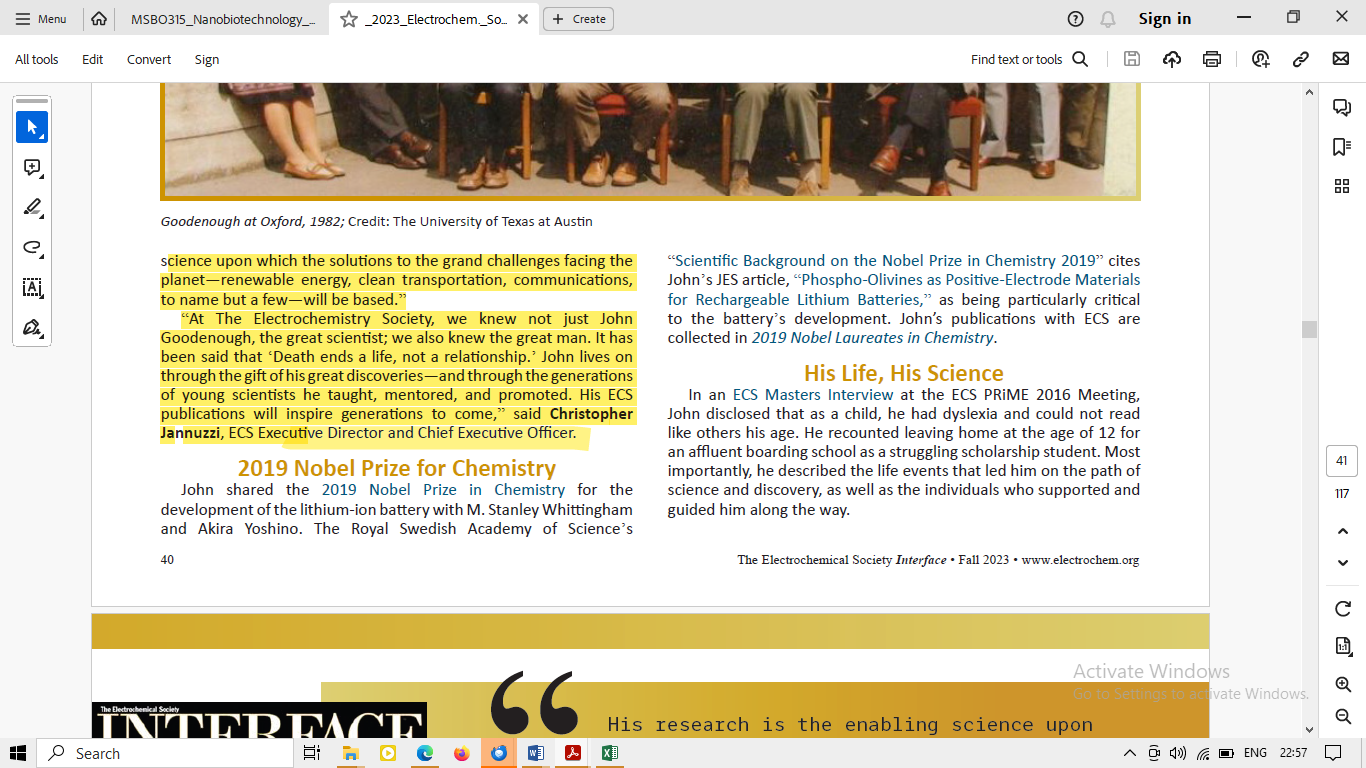 Menu
MSBO315_Nanobiotechnology_...
_2023_Electrochem._So...
Create
Sign in
All tools
Edit
Convert
Sign
Find text or tools
Goodenough at Oxford, 1982; Credit: The University of Texas at Austin
science upon which the solutions to the grand challenges facing the
planet—renewable energy, clean transportation, communications,
to name but a few—will be based.”
“At The Electrochemistry Society, we knew not just John
Goodenough, the great scientist; we also knew the great man. It has
been said that ‘Death ends a life, not a relationship.’ John lives on
through the gift of his great discoveries—and through the generations
of young scientists he taught, mentored, and promoted. His ECS
publications will inspire generations to come,” said Christopher
Jannuzzi, ECS Executive Director and Chief Executive Officer.
2019 Nobel Prize for Chemistry
John shared the 2019 Nobel Prize in Chemistry for the
development of the lithium-ion battery with M. Stanley Whittingham
and Akira Yoshino. The Royal Swedish Academy of Science’s
“Scientific Background on the Nobel Prize in Chemistry 2019” cites
John’s JES article, “Phospho-Olivines as Positive-Electrode Materials
for Rechargeable Lithium Batteries,” as being particularly critical
to the battery’s development. John’s publications with ECS are
collected in 2019 Nobel Laureates in Chemistry.
His Life, His Science
In an ECS Masters Interview at the ECS PRiME 2016 Meeting,
John disclosed that as a child, he had dyslexia and could not read
like others his age. He recounted leaving home at the age of 12 for
an affluent boarding school as a struggling scholarship student. Most
importantly, he described the life events that led him on the path of
science and discovery, as well as the individuals who supported and
guided him along the way.
40
The Electrochemical Society Interface • Fall 2023 • www.electrochem.org
41
117
1:1
The Electrochemical Society
INTERFACE
“
His research is the enabling science upon
Activate Windows
Go to Settings to activate Windows.
Search
ENG
22:57